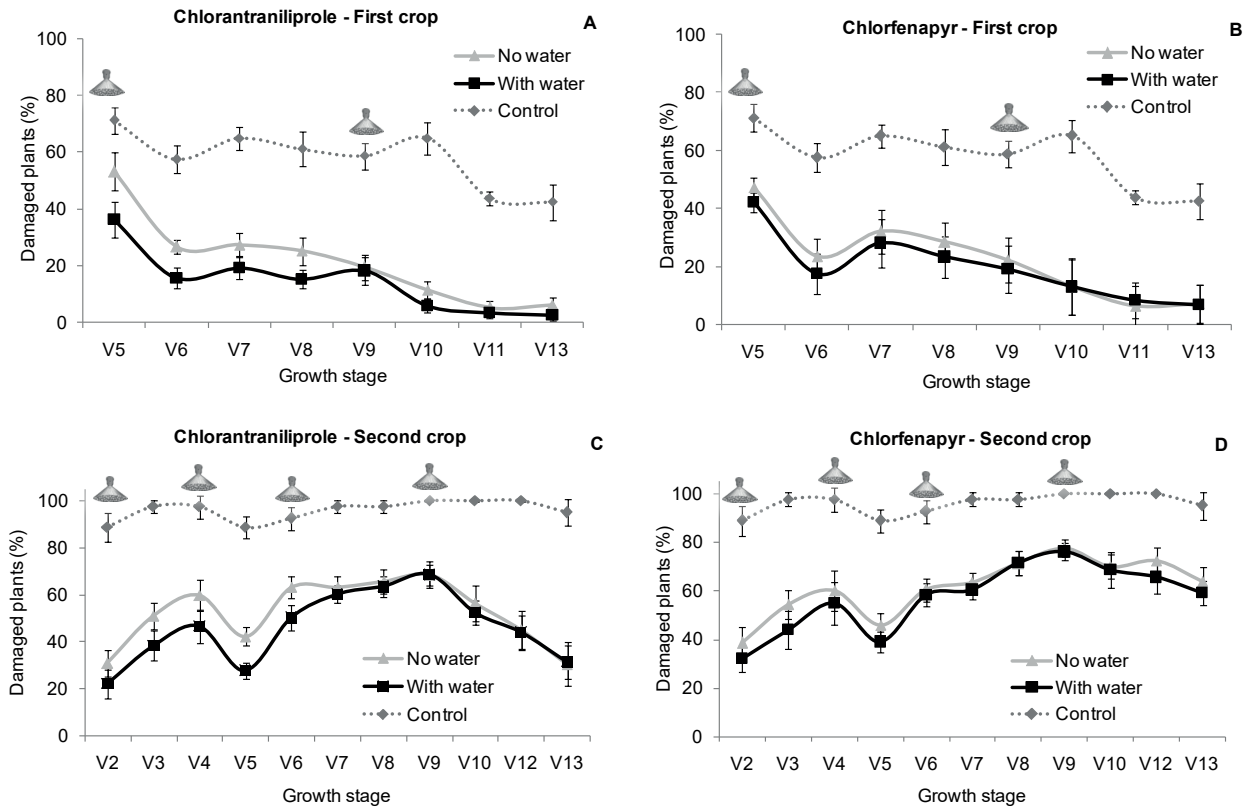 Chlorantraniliprole - First crop
A
100
80
60
40
20
0
Damaged plants (%)
No water
With water
Control
V5 V6 V7 V8 V9 V10 V11 V13
Growth stage
Chlorfenapyr - First crop
B
100
80
60
40
20
0
Damaged plants (%)
No water
With water
Control
V5 V6 V7 V8 V9 V10 V11 V13
Growth stage
Chlorantraniliprole - Second crop
C
100
80
60
40
20
0
Damaged plants (%)
No water
With water
Control
V2 V3 V4 V5 V6 V7 V8 V9 V10 V12 V13
Growth stage
Chlorfenapyr - Second crop
D
100
80
60
40
20
0
Damaged plants (%)
No water
With water
Control
V2 V3 V4 V5 V6 V7 V8 V9 V10 V12 V13
Growth stage